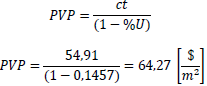 PVP = ct / (1 − %U)
PVP = 54,91 / (1 − 0,1457) = 64,27 [$ / m²]